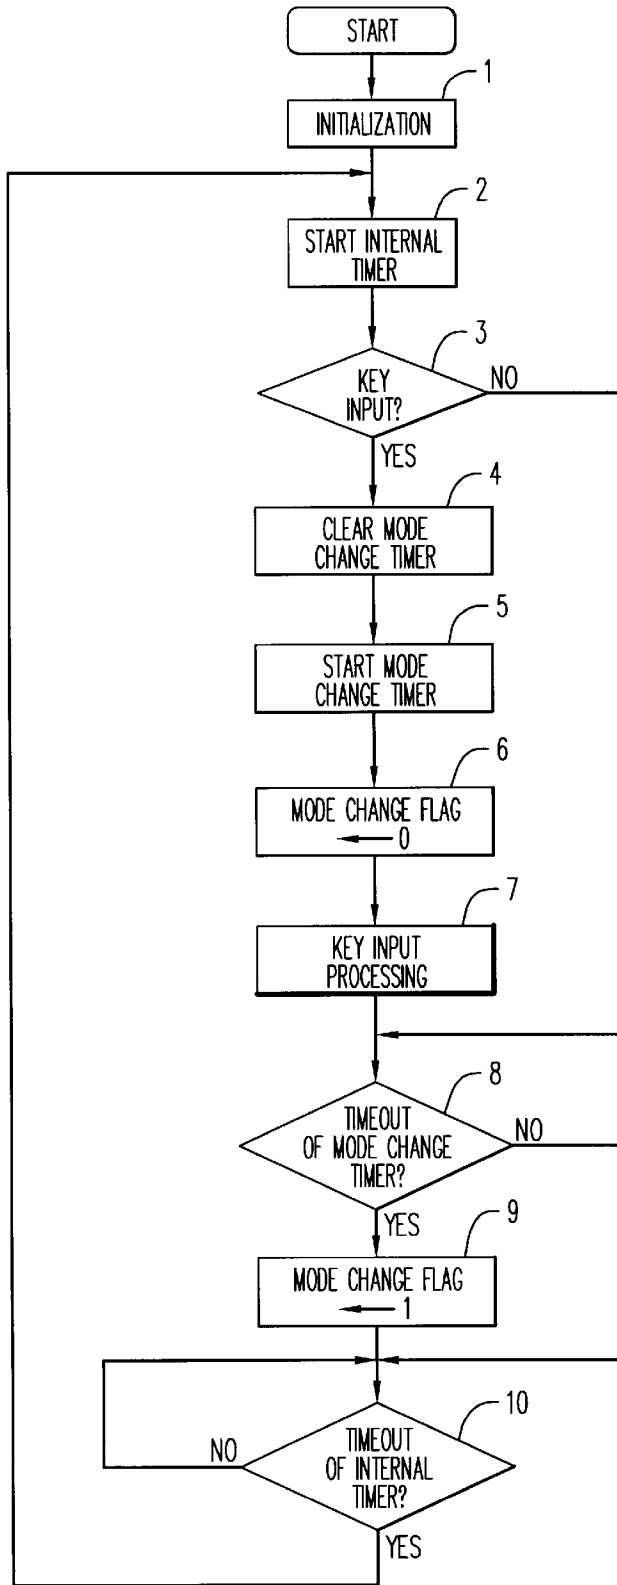 START
1
INITIALIZATION
2
START INTERNAL
TIMER
3
KEY
INPUT?
NO
YES
4
CLEAR MODE
CHANGE TIMER
5
START MODE
CHANGE TIMER
6
MODE CHANGE FLAG
← 0
7
KEY INPUT
PROCESSING
8
TIMEOUT
OF MODE CHANGE
TIMER?
NO
YES
9
MODE CHANGE FLAG
← 1
10
TIMEOUT
OF INTERNAL
TIMER?
NO
YES